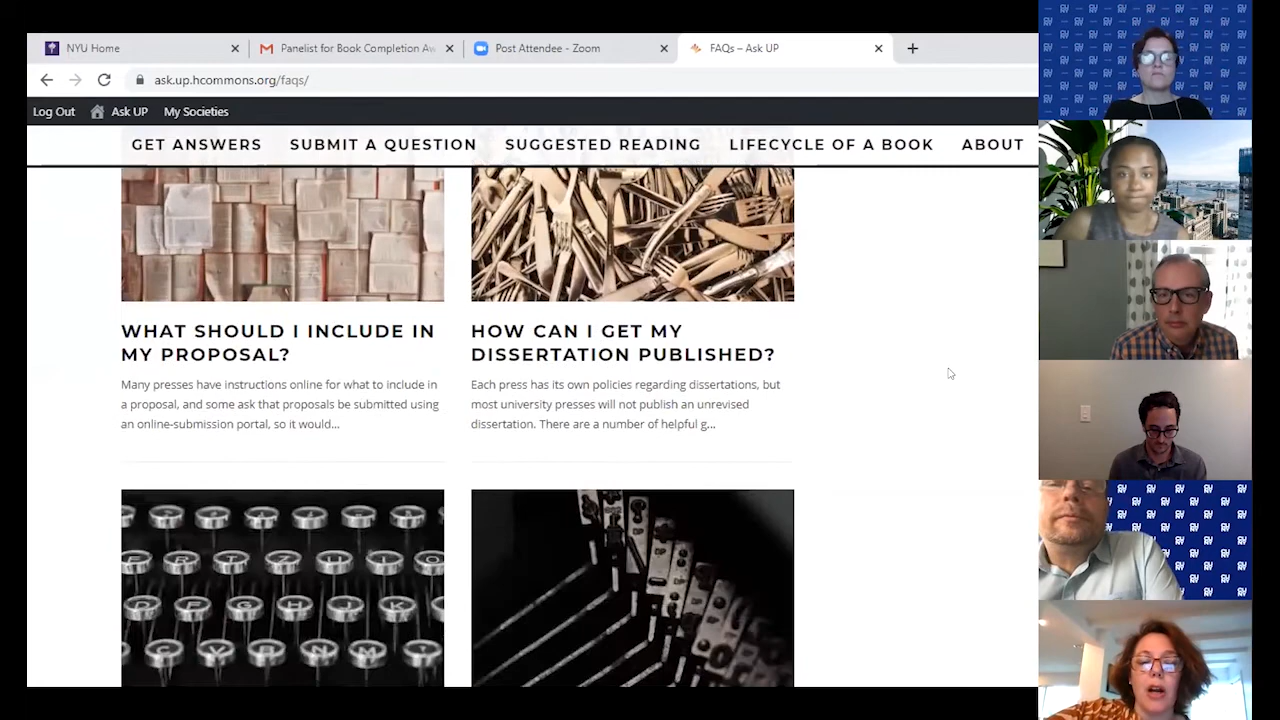 NYU Home
Panelist for Book Completion Aw
Post Attendee - Zoom
FAQs – Ask UP
ask.up.hcommons.org/faqs/
Log Out Ask UP My Societies
GET ANSWERS SUBMIT A QUESTION SUGGESTED READING LIFECYCLE OF A BOOK ABOUT
WHAT SHOULD I INCLUDE IN
MY PROPOSAL?
Many presses have instructions online for what to include in
a proposal, and some ask that proposals be submitted using
an online-submission portal, so it would...
HOW CAN I GET MY
DISSERTATION PUBLISHED?
Each press has its own policies regarding dissertations, but
most university presses will not publish an unrevised
dissertation. There are a number of helpful g...